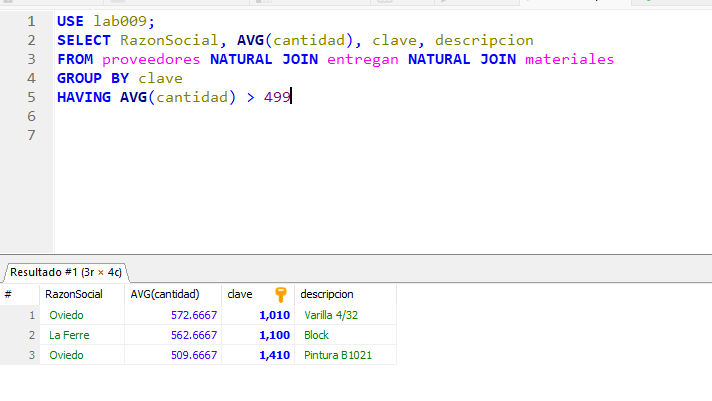 1 USE lab009;
2 SELECT RazonSocial, AVG(cantidad), clave, descripcion
3 FROM proveedores NATURAL JOIN entregan NATURAL JOIN materiales
4 GROUP BY clave
5 HAVING AVG(cantidad) > 499
6
7
Resultado #1 (3r × 4c)
# RazonSocial AVG(cantidad) clave descripcion
1 Oviedo 572.6667 1,010 Varilla 4/32
2 La Ferre 562.6667 1,100 Block
3 Oviedo 509.6667 1,410 Pintura B1021